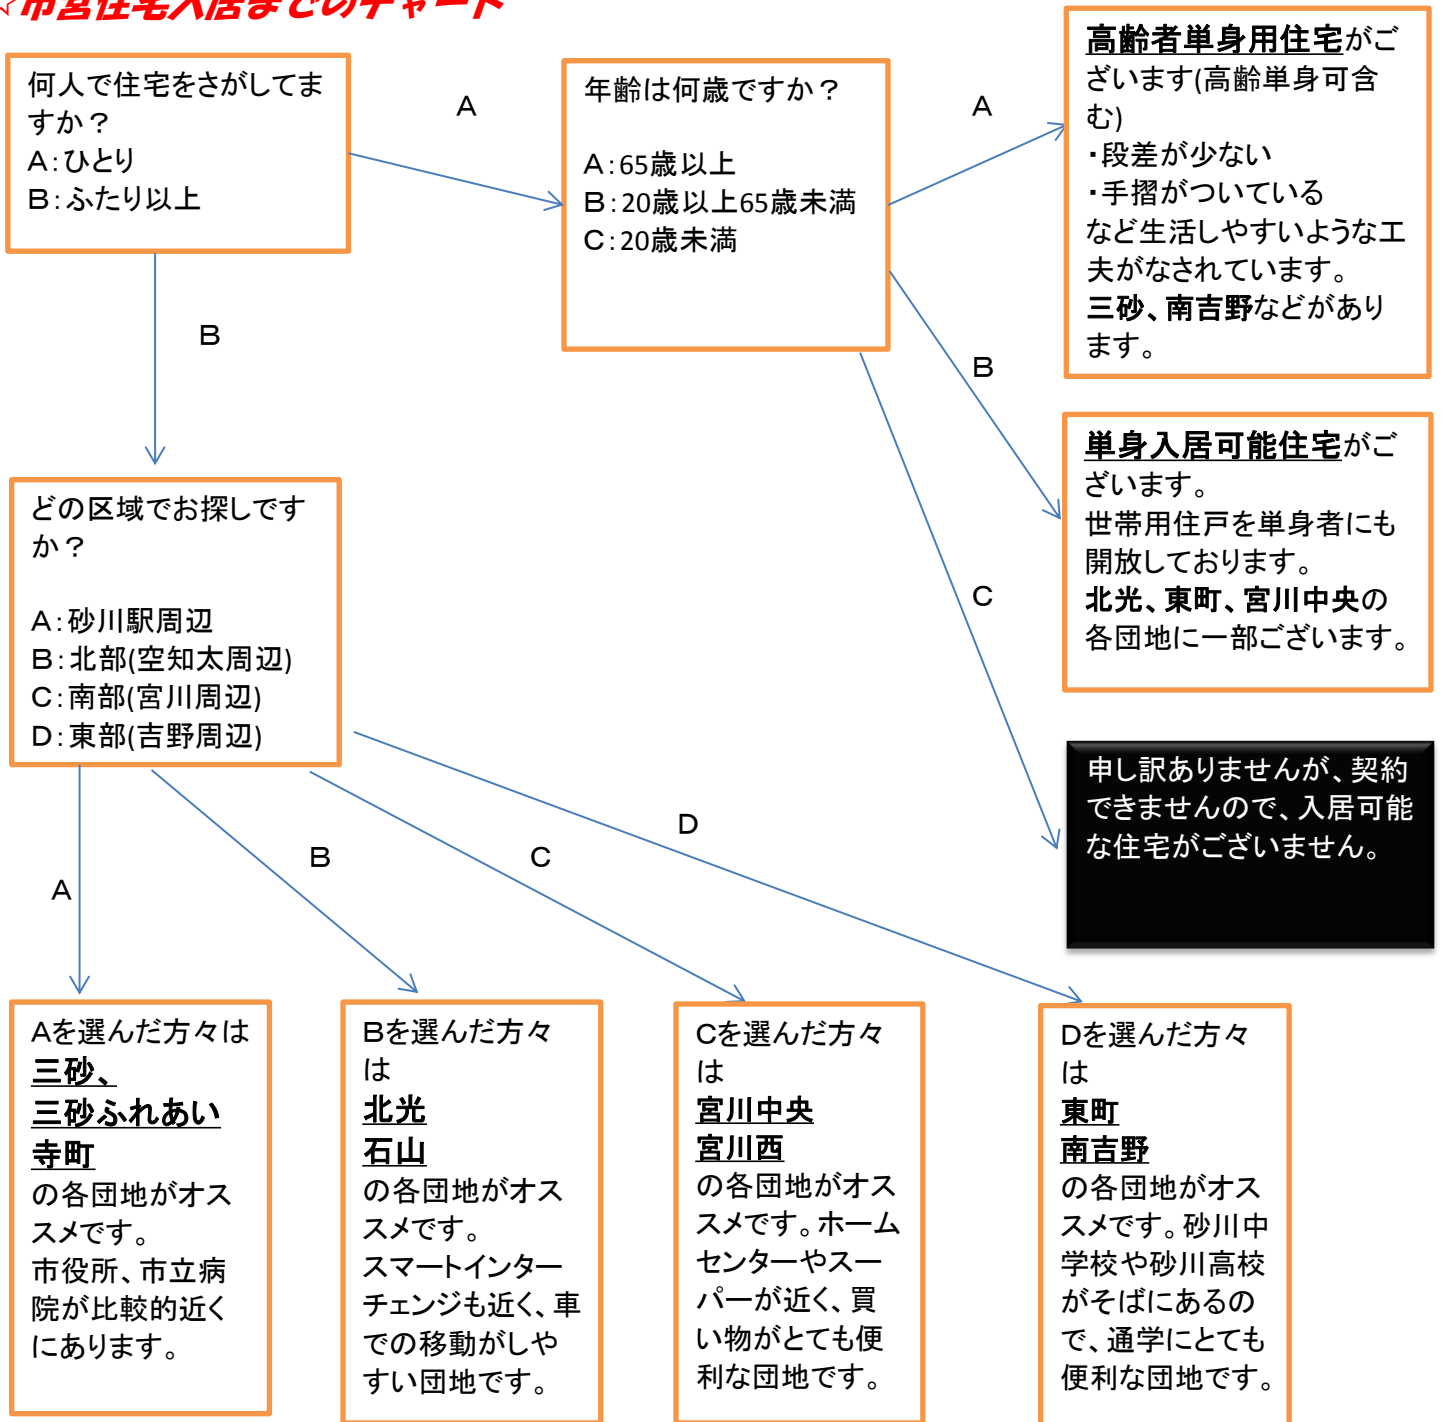 ☆市営住宅入居までのチャート
何人で住宅をさがしてま
すか？
A：ひとり
B：ふたり以上
A
年齢は何歳ですか？
A：65歳以上
B：20歳以上65歳未満
C：20歳未満
A
高齢者単身用住宅がご
ざいます(高齢単身可含
む)
・段差が少ない
・手摺がついている
など生活しやすいような工
夫がなされています。
三砂、南吉野などがあり
ます。
B
B
単身入居可能住宅がご
ざいます。
世帯用住戸を単身者にも
開放しております。
北光、東町、宮川中央の
各団地に一部ございます。
C
申し訳ありませんが、契約
できませんので、入居可能
な住宅がございません。
どの区域でお探しです
か？
A：砂川駅周辺
B：北部(空知太周辺)
C：南部(宮川周辺)
D：東部(吉野周辺)
A
B
C
D
Aを選んだ方々は
三砂、
三砂ふれあい
寺町
の各団地がオス
スメです。
市役所、市立病
院が比較的近く
にあります。
Bを選んだ方々
は
北光
石山
の各団地がオス
スメです。
スマートインター
チェンジも近く、車
での移動がしや
すい団地です。
Cを選んだ方々
は
宮川中央
宮川西
の各団地がオス
スメです。ホーム
センターやスー
パーが近く、買
い物がとても便
利な団地です。
Dを選んだ方々
は
東町
南吉野
の各団地がオス
スメです。砂川中
学校や砂川高校
がそばにあるの
で、通学にとても
便利な団地です。